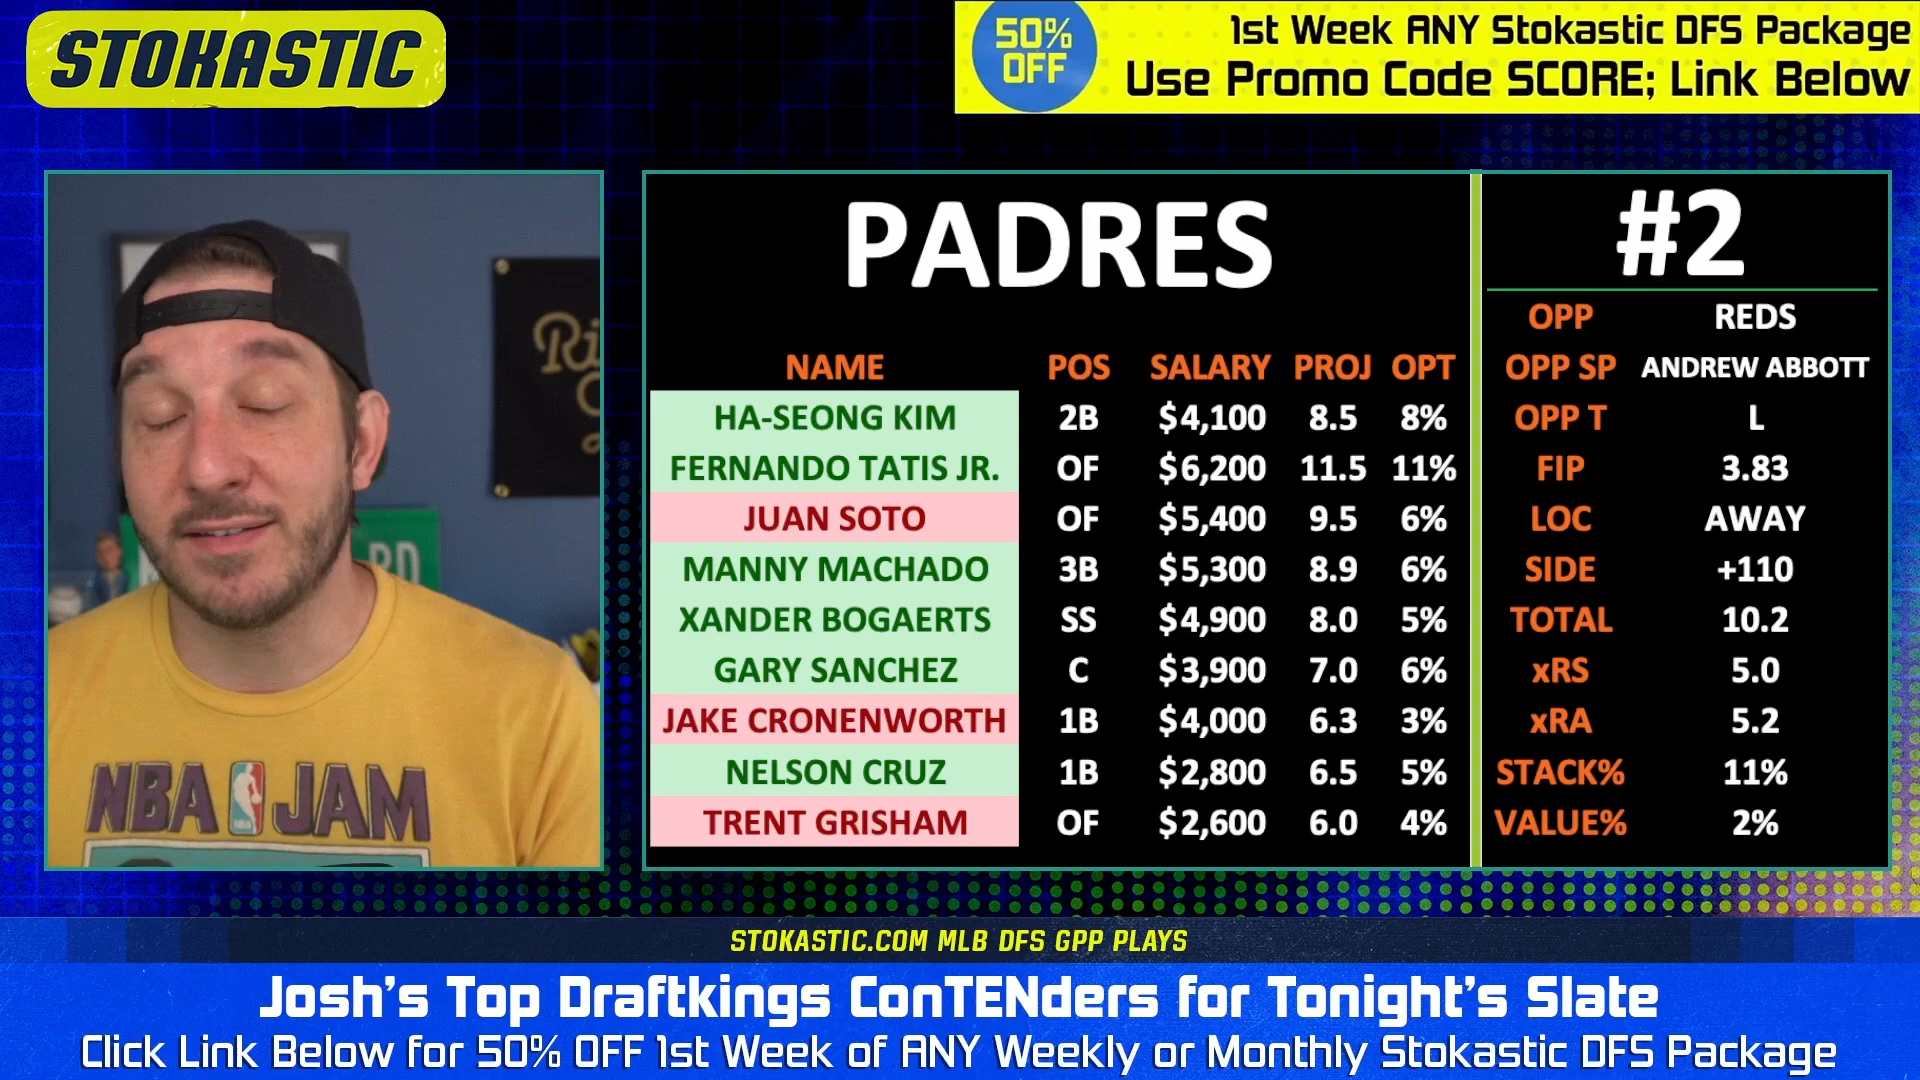 STOKASTIC
50% OFF
1st Week ANY Stokastic DFS Package
Use Promo Code SCORE; Link Below
NBA JAM
PADRES
NAME POS SALARY PROJ OPT
HA-SEONG KIM 2B $4,100 8.5 8%
FERNANDO TATIS JR. OF $6,200 11.5 11%
JUAN SOTO OF $5,400 9.5 6%
MANNY MACHADO 3B $5,300 8.9 6%
XANDER BOGAERTS SS $4,900 8.0 5%
GARY SANCHEZ C $3,900 7.0 6%
JAKE CRONENWORTH 1B $4,000 6.3 3%
NELSON CRUZ 1B $2,800 6.5 5%
TRENT GRISHAM OF $2,600 6.0 4%
#2
OPP REDS
OPP SP ANDREW ABBOTT
OPP T L
FIP 3.83
LOC AWAY
SIDE +110
TOTAL 10.2
xRS 5.0
xRA 5.2
STACK% 11%
VALUE% 2%
STOKASTIC.COM MLB DFS GPP PLAYS
Josh's Top Draftkings ConTENders for Tonight's Slate
Click Link Below for 50% OFF 1st Week of ANY Weekly or Monthly Stokastic DFS Package